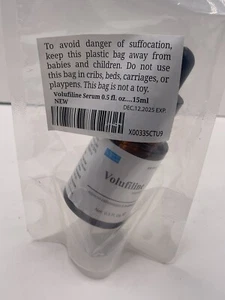 To avoid danger of suffocation,
keep this plastic bag away from
babies and children. Do not use
this bag in cribs, beds, carriages, or
playpens. This bag is not a toy.
Volufiline Serum 0.5 fl. oz....15ml
NEW
DEC.12.2025 EXP.
X00335CTU9
Volufiline